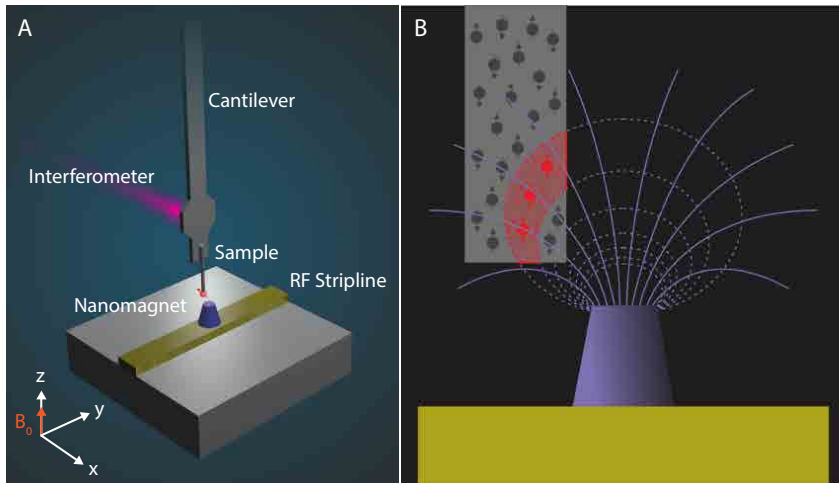 A
Cantilever
Interferometer
Sample
RF Stripline
Nanomagnet
z
B₀
y
x
B